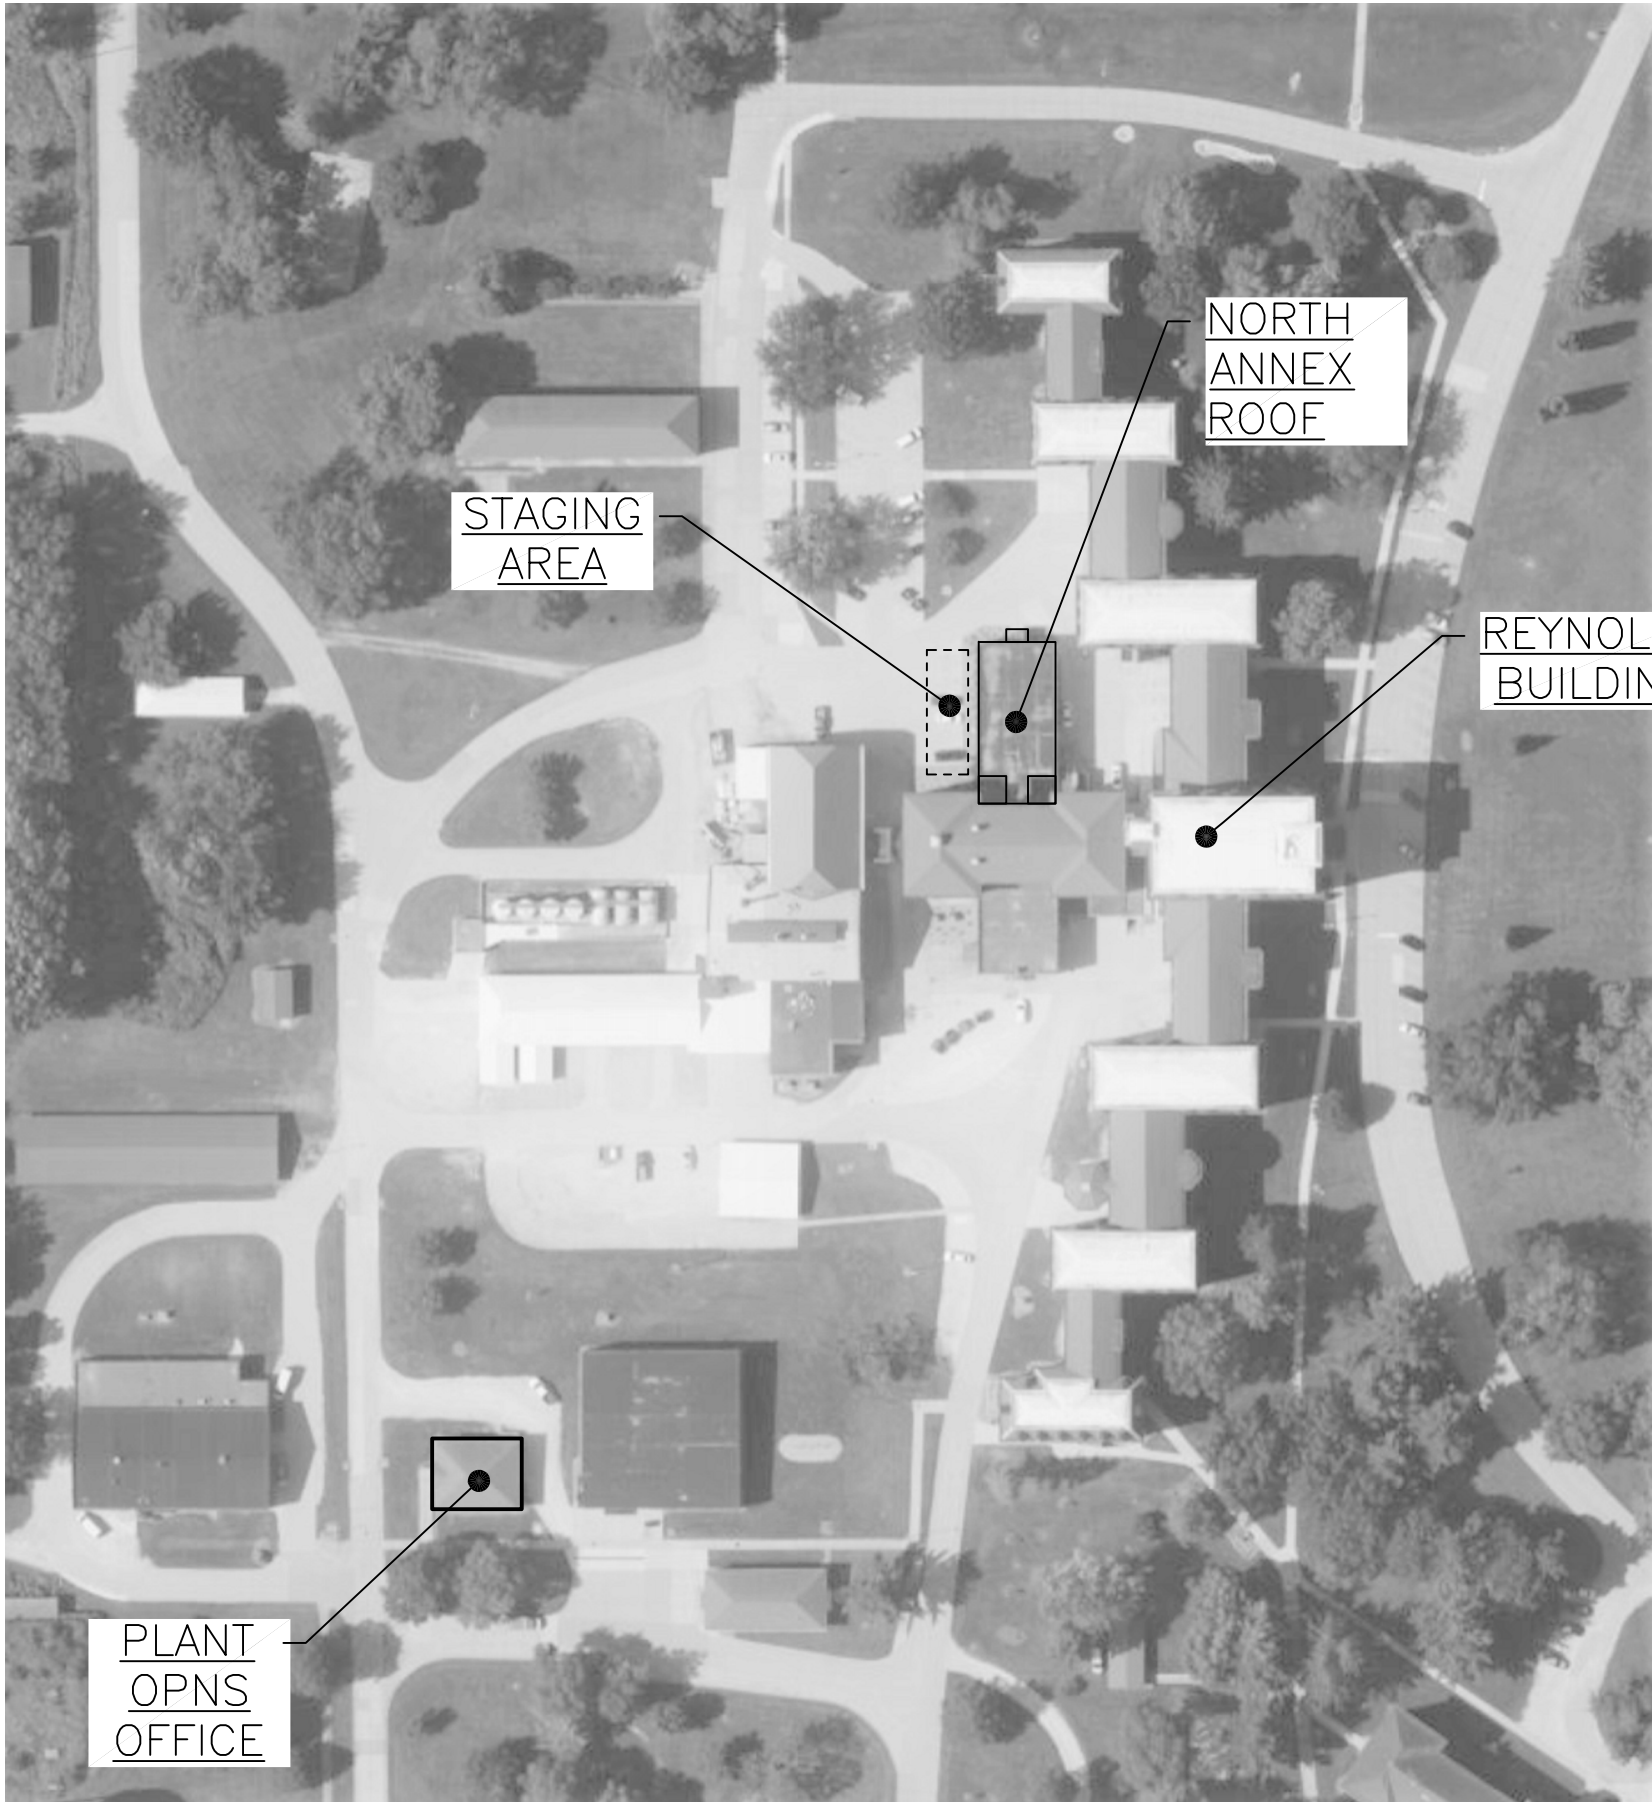 NORTH
ANNEX
ROOF
STAGING
AREA
REYNOL
BUILDIN
PLANT
OPNS
OFFICE